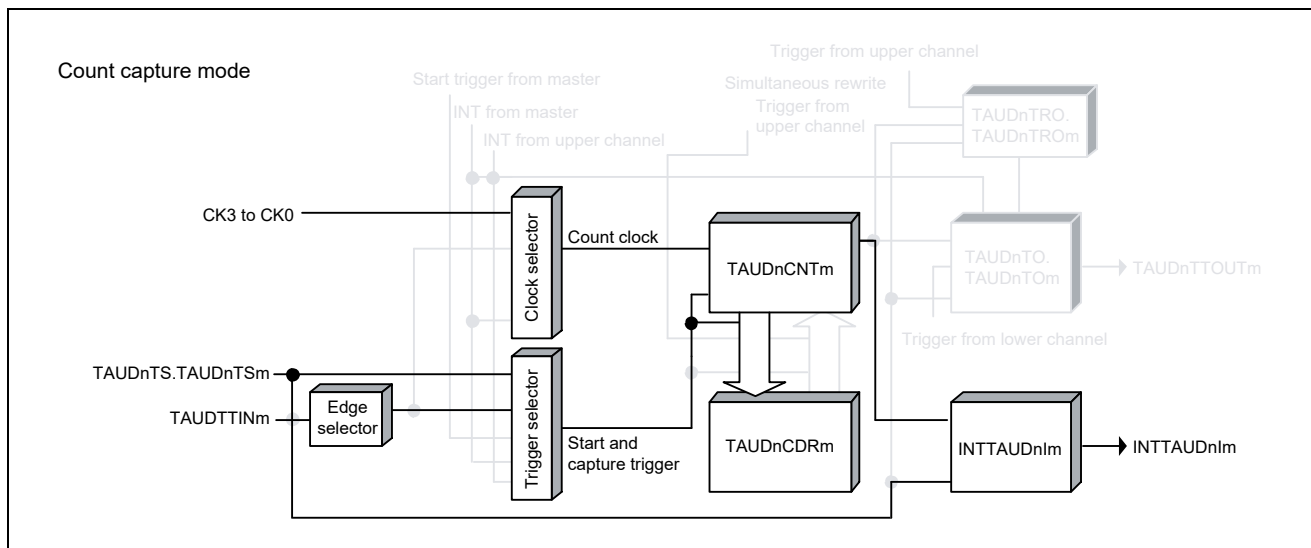 Count capture mode
Trigger from upper channel
Start trigger from master
Simultaneous rewrite
Trigger from
upper channel
INT from master
INT from upper channel
TAUDnTRO.
TAUDnTROm
CK3 to CK0
Clock selector
Count clock
TAUDnCNTm
TAUDnTO.
TAUDnTOm
TAUDnTTOUTm
Trigger from lower channel
TAUDnTS.TAUDnTSm
TAUDTTINm
Edge
selector
Trigger selector
Start and
capture trigger
TAUDnCDRm
INTTAUDnIm
INTTAUDnIm